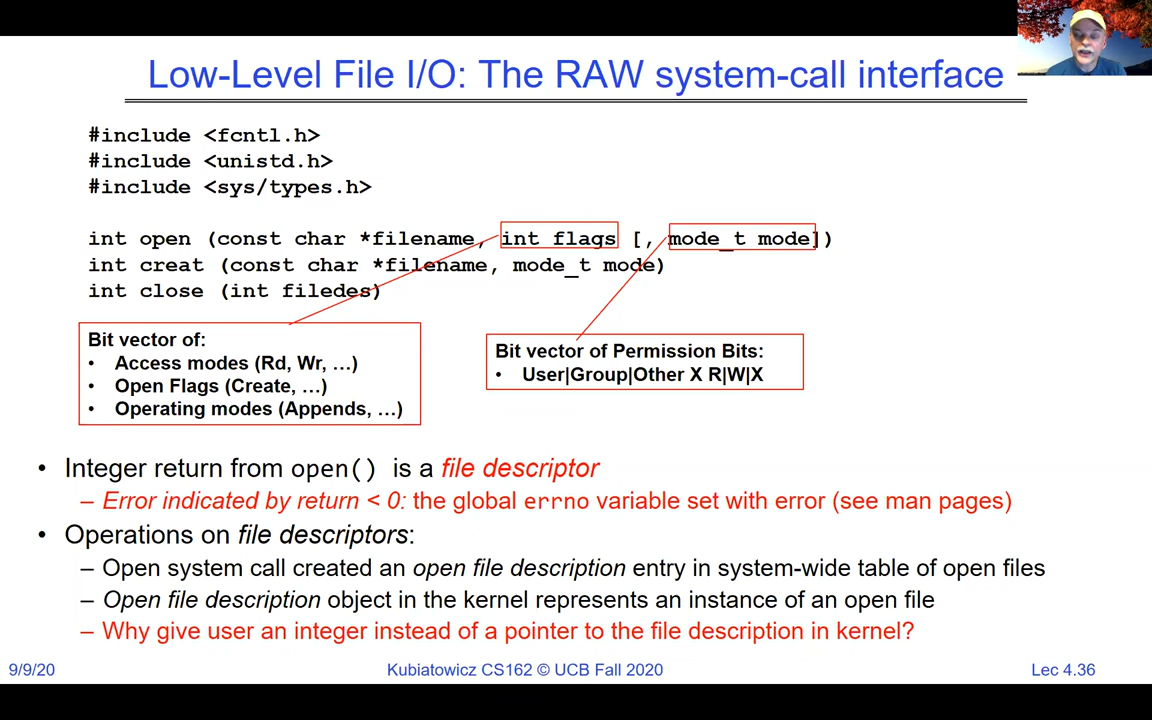 Low-Level File I/O: The RAW system-call interface
#include <fcntl.h>
#include <unistd.h>
#include <sys/types.h>
int open (const char *filename, int flags [, mode_t mode])
int creat (const char *filename, mode_t mode)
int close (int filedes)
Bit vector of:
• Access modes (Rd, Wr, …)
• Open Flags (Create, …)
• Operating modes (Appends, …)
Bit vector of Permission Bits:
• User|Group|Other X R|W|X
• Integer return from open() is a file descriptor
– Error indicated by return < 0: the global errno variable set with error (see man pages)
• Operations on file descriptors:
– Open system call created an open file description entry in system-wide table of open files
– Open file description object in the kernel represents an instance of an open file
– Why give user an integer instead of a pointer to the file description in kernel?
9/9/20
Kubiatowicz CS162 © UCB Fall 2020
Lec 4.36